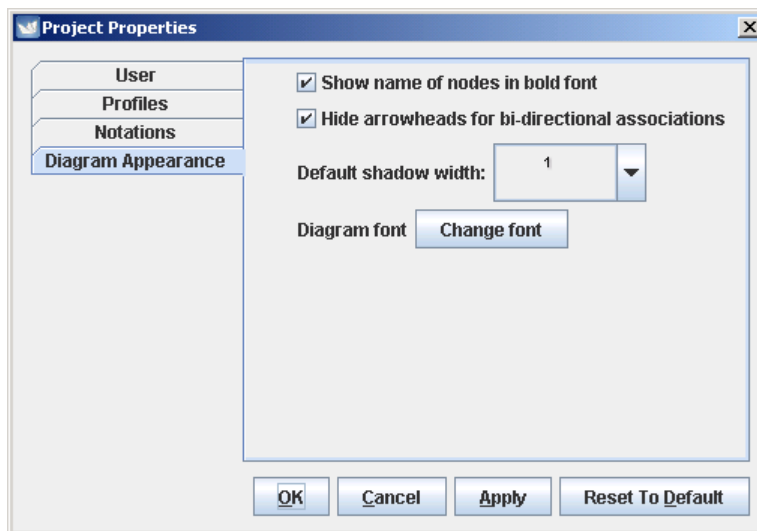 Project Properties
User
Profiles
Notations
Diagram Appearance
Show name of nodes in bold font
Hide arrowheads for bi-directional associations
Default shadow width: 1
Diagram font Change font
OK Cancel Apply Reset To Default